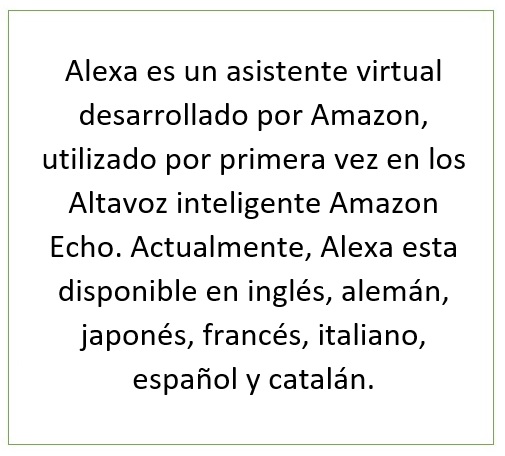 Alexa es un asistente virtual
desarrollado por Amazon,
utilizado por primera vez en los
Altavoz inteligente Amazon
Echo. Actualmente, Alexa esta
disponible en inglés, alemán,
japonés, francés, italiano,
español y catalán.